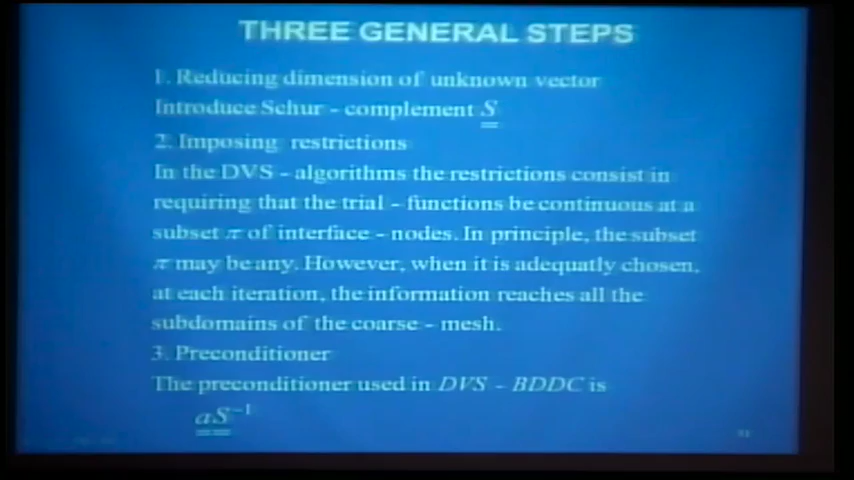 THREE GENERAL STEPS
1. Reducing dimension of unknown vector
Introduce Schur - complement S
2. Imposing restrictions
In the DVS - algorithms the restrictions consist in
requiring that the trial - functions be continuous at a
subset π of interface - nodes. In principle, the subset
π may be any. However, when it is adequatly chosen,
at each iteration, the information reaches all the
subdomains of the coarse - mesh.
3. Preconditioner
The preconditioner used in DVS - BDDC is
aS⁻¹